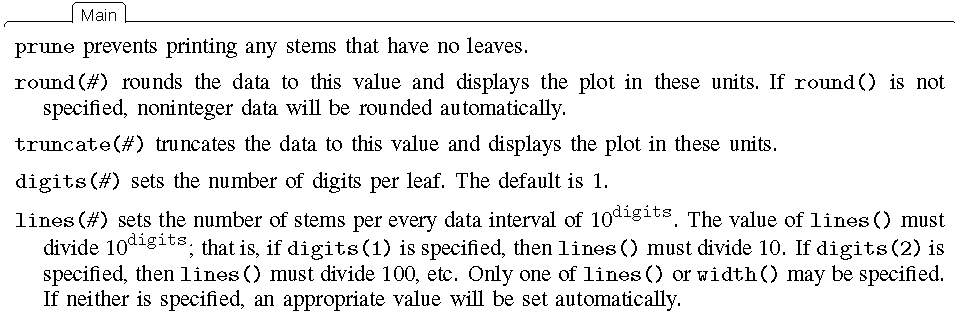 Main
prune prevents printing any stems that have no leaves.
round(#) rounds the data to this value and displays the plot in these units. If round() is not
specified, noninteger data will be rounded automatically.
truncate(#) truncates the data to this value and displays the plot in these units.
digits(#) sets the number of digits per leaf. The default is 1.
lines(#) sets the number of stems per every data interval of 10^digits. The value of lines() must
divide 10^digits; that is, if digits(1) is specified, then lines() must divide 10. If digits(2) is
specified, then lines() must divide 100, etc. Only one of lines() or width() may be specified.
If neither is specified, an appropriate value will be set automatically.